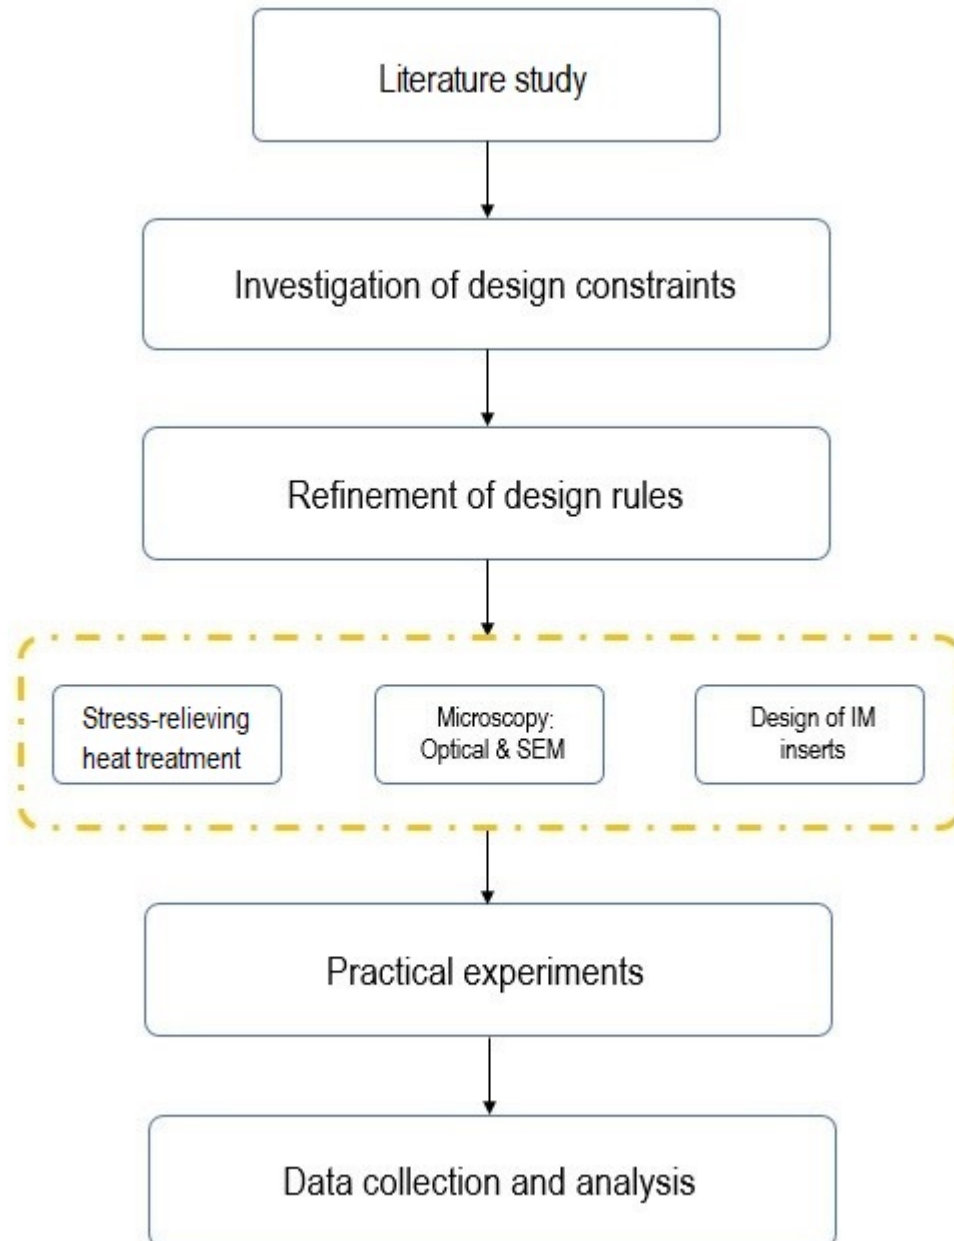 Literature study
Investigation of design constraints
Refinement of design rules
Stress-relieving
heat treatment
Microscopy:
Optical & SEM
Design of IM
inserts
Practical experiments
Data collection and analysis